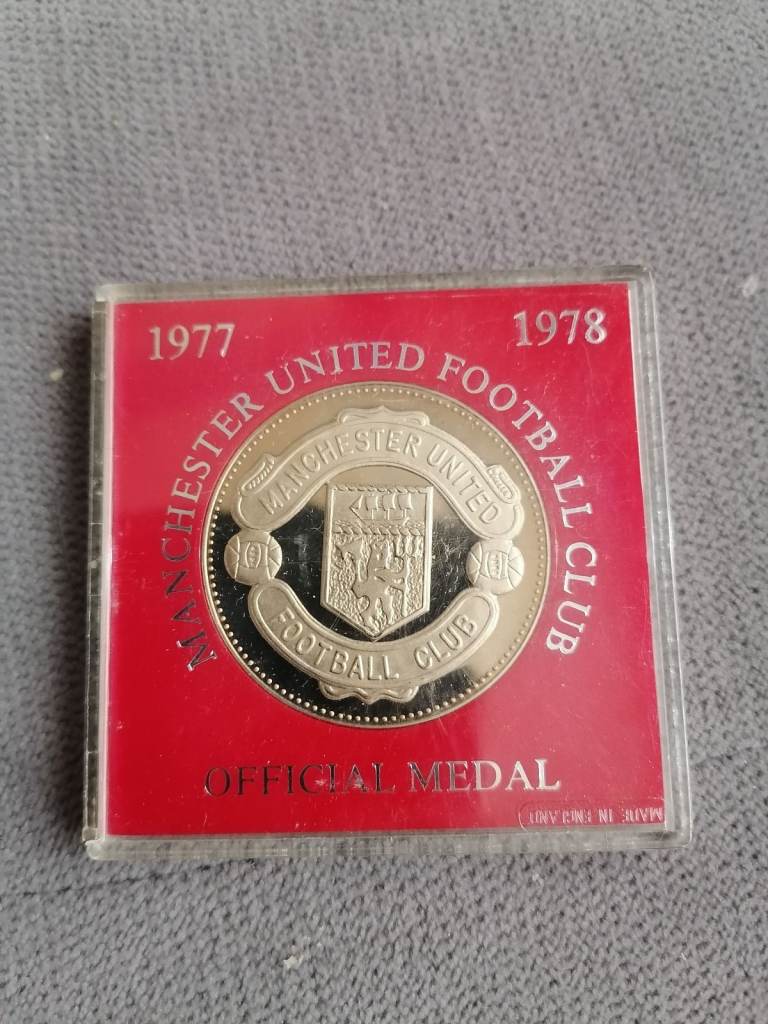 1977
1978
MANCHESTER UNITED FOOTBALL CLUB
MANCHESTER UNITED
FOOTBALL CLUB
OFFICIAL MEDAL
MADE IN ENGLAND